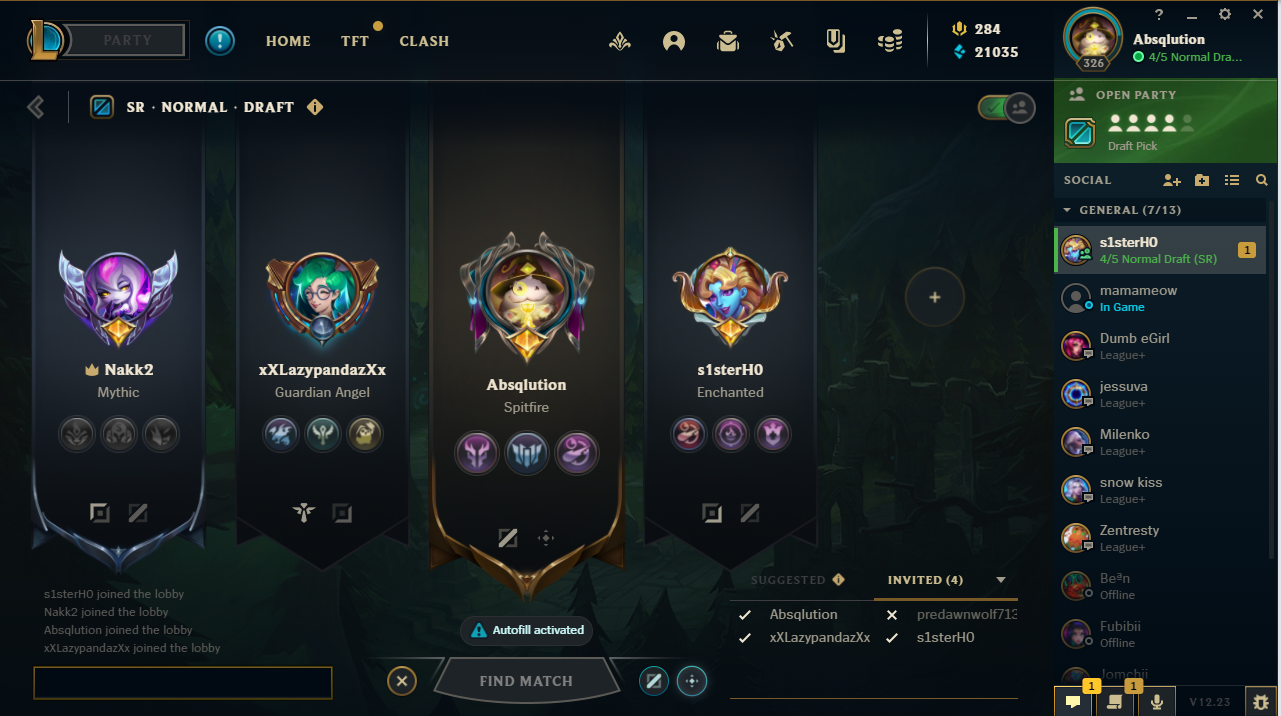 PARTY
HOME
TFT
CLASH
284
21035
?
326
Absqlution
4/5 Normal Dra...
SR · NORMAL · DRAFT
OPEN PARTY
Draft Pick
SOCIAL
GENERAL (7/13)
s1sterH0
4/5 Normal Draft (SR)
1
mamameow
In Game
Dumb eGirl
League+
jessuva
League+
Milenko
League+
snow kiss
League+
Zentresty
League+
Beªn
Offline
Fubibii
Offline
Jomchii
Nakk2
Mythic
xXLazypandazXx
Guardian Angel
Absqlution
Spitfire
s1sterH0
Enchanted
+
s1sterH0 joined the lobby
Nakk2 joined the lobby
Absqlution joined the lobby
xXLazypandazXx joined the lobby
SUGGESTED
INVITED (4)
Absqlution
predawnwolf713
xXLazypandazXx
s1sterH0
Autofill activated
FIND MATCH
1
1
V12.23